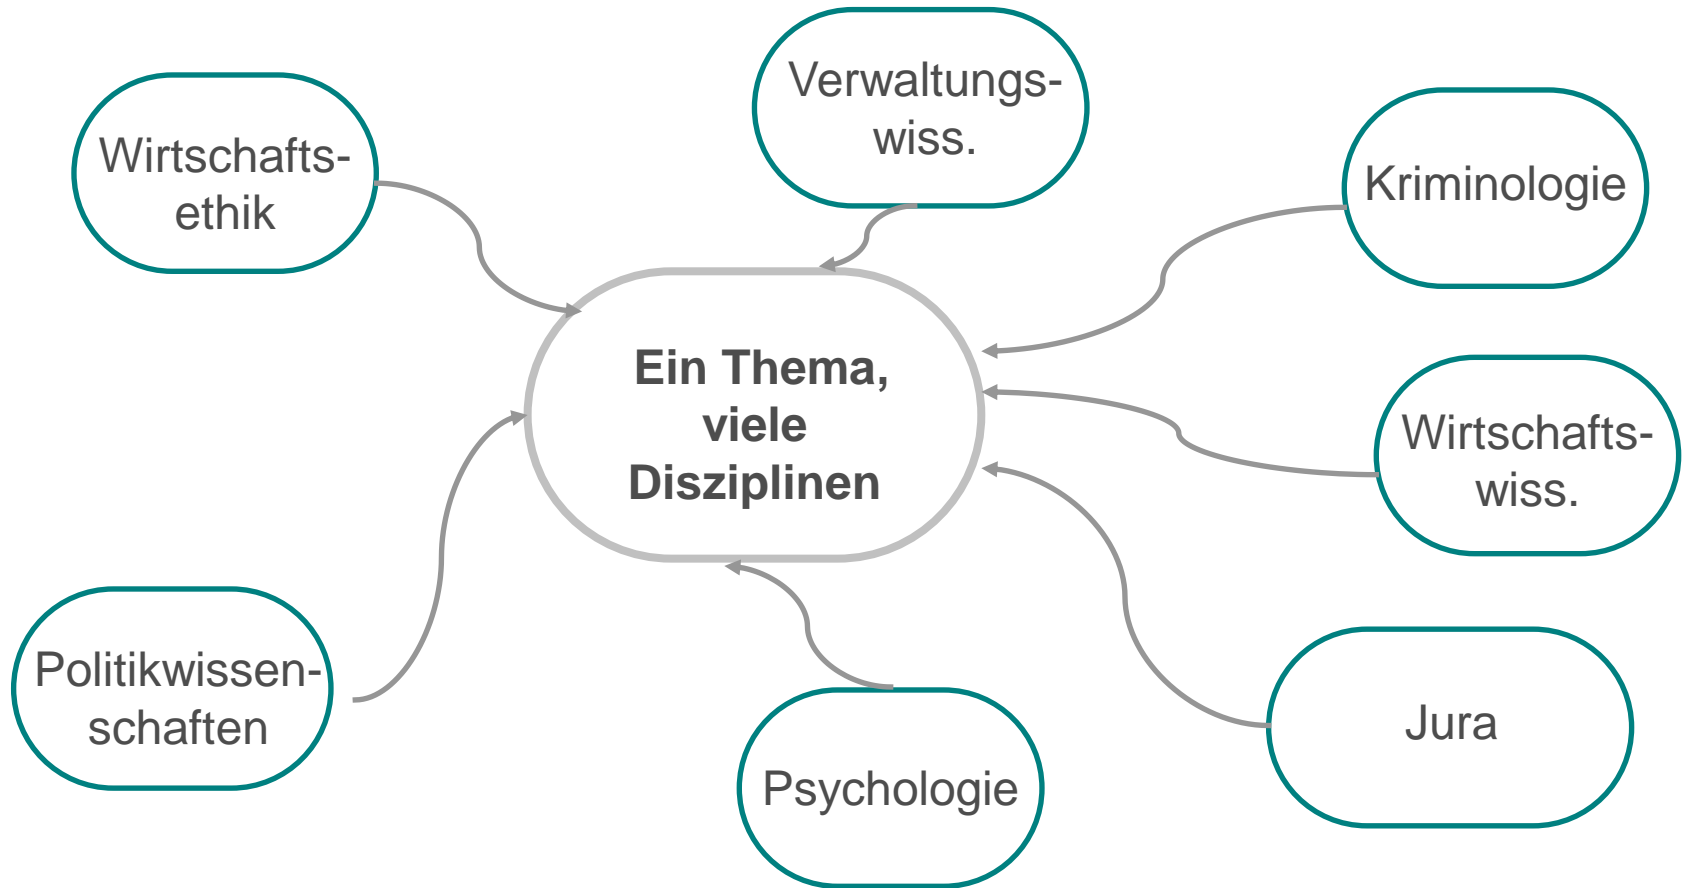 Verwaltungs-
wiss.
Wirtschafts-
ethik
Kriminologie
Ein Thema,
viele
Disziplinen
Wirtschafts-
wiss.
Politikwissen-
schaften
Jura
Psychologie